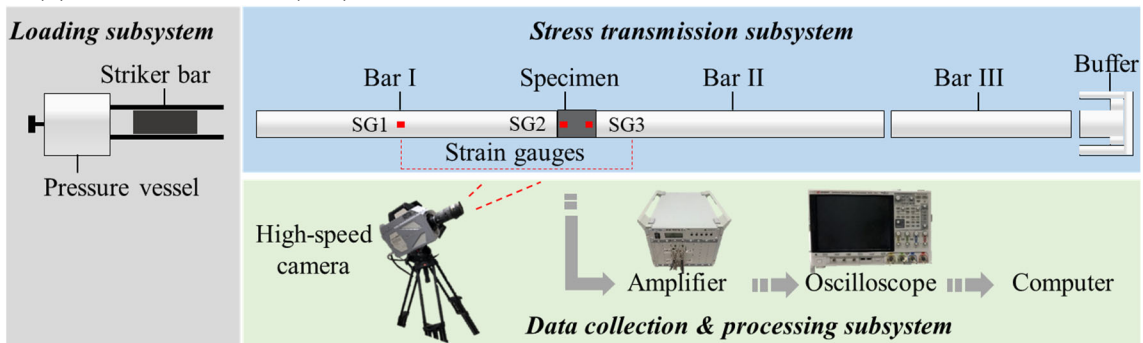 Loading subsystem
Striker bar
Pressure vessel
Stress transmission subsystem
Bar I
Specimen
Bar II
Bar III
Buffer
SG1
SG2
SG3
Strain gauges
High-speed
camera
Amplifier
Oscilloscope
Computer
Data collection & processing subsystem